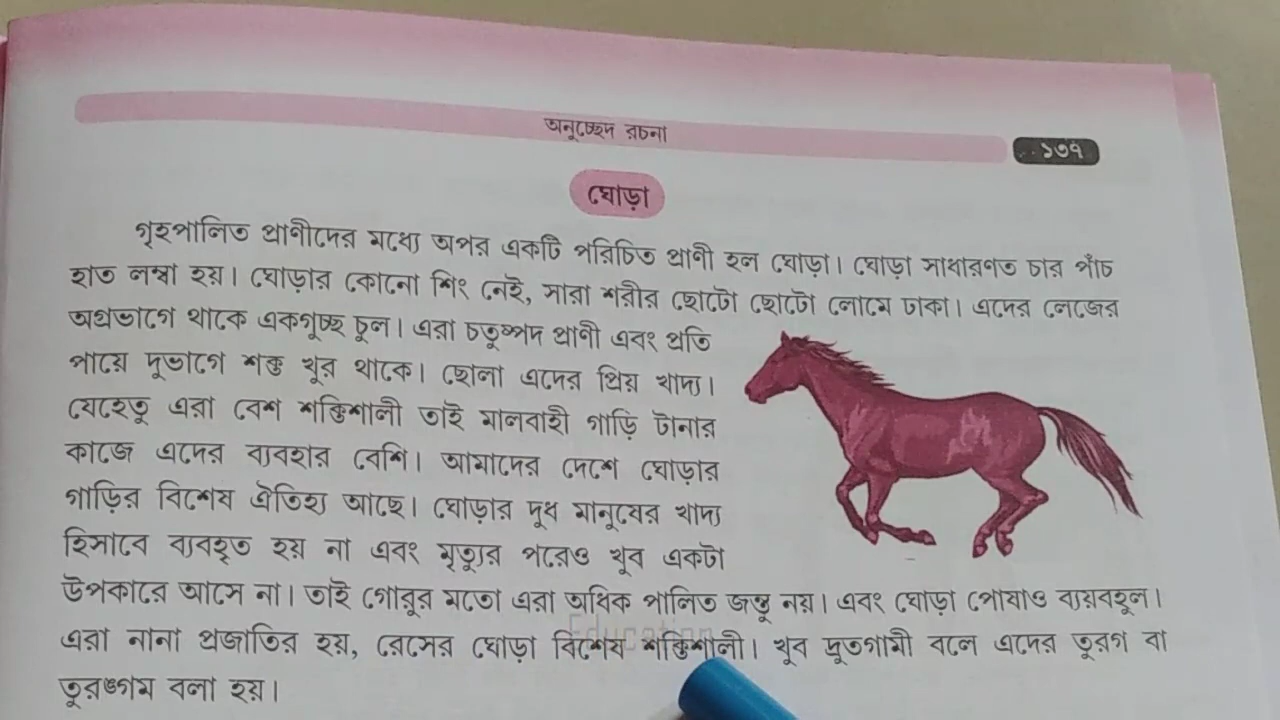 অনুচ্ছেদ রচনা
১৩৭
ঘোড়া
গৃহপালিত প্রাণীদের মধ্যে অপর একটি পরিচিত প্রাণী হল ঘোড়া। ঘোড়া সাধারণত চার পাঁচ
হাত লম্বা হয়। ঘোড়ার কোনো শিং নেই, সারা শরীর ছোটো ছোটো লোমে ঢাকা। এদের লেজের
অগ্রভাগে থাকে একগুচ্ছ চুল। এরা চতুষ্পদ প্রাণী এবং প্রতি
পায়ে দুভাগে শক্ত খুর থাকে। ছোলা এদের প্রিয় খাদ্য।
যেহেতু এরা বেশ শক্তিশালী তাই মালবাহী গাড়ি টানার
কাজে এদের ব্যবহার বেশি। আমাদের দেশে ঘোড়ার
গাড়ির বিশেষ ঐতিহ্য আছে। ঘোড়ার দুধ মানুষের খাদ্য
হিসাবে ব্যবহৃত হয় না এবং মৃত্যুর পরেও খুব একটা
উপকারে আসে না। তাই গোরুর মতো এরা অধিক পালিত জন্তু নয়। এবং ঘোড়া পোষাও ব্যয়বহুল।
Education
এরা নানা প্রজাতির হয়, রেসের ঘোড়া বিশেষ শক্তিশালী। খুব দ্রুতগামী বলে এদের তুরগ বা
তুরঙ্গম বলা হয়।